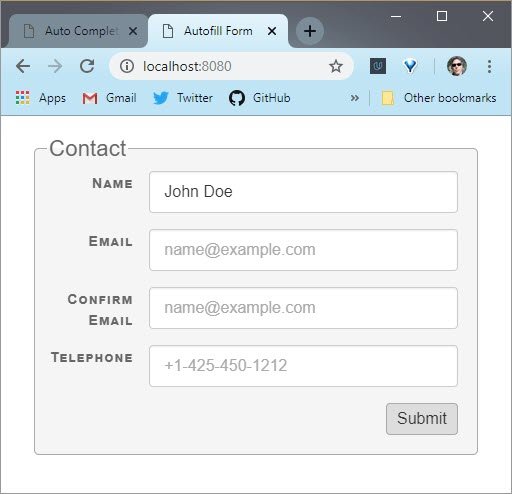 Auto Complet
Autofill Form
localhost:8080
Apps Gmail Twitter GitHub » Other bookmarks
Contact
Name John Doe
Email name@example.com
Confirm Email name@example.com
Telephone +1-425-450-1212
Submit